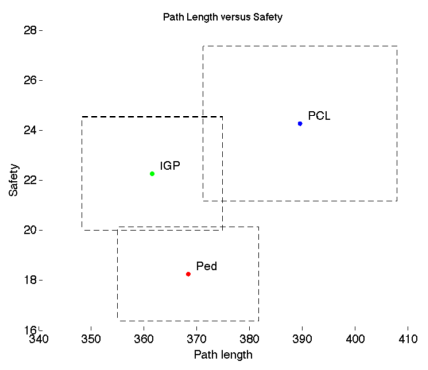 Path Length versus Safety
28
26
PCL
24
IGP
22
Safety
20
Ped
18
16
340 350 360 370 380 390 400 410
Path length